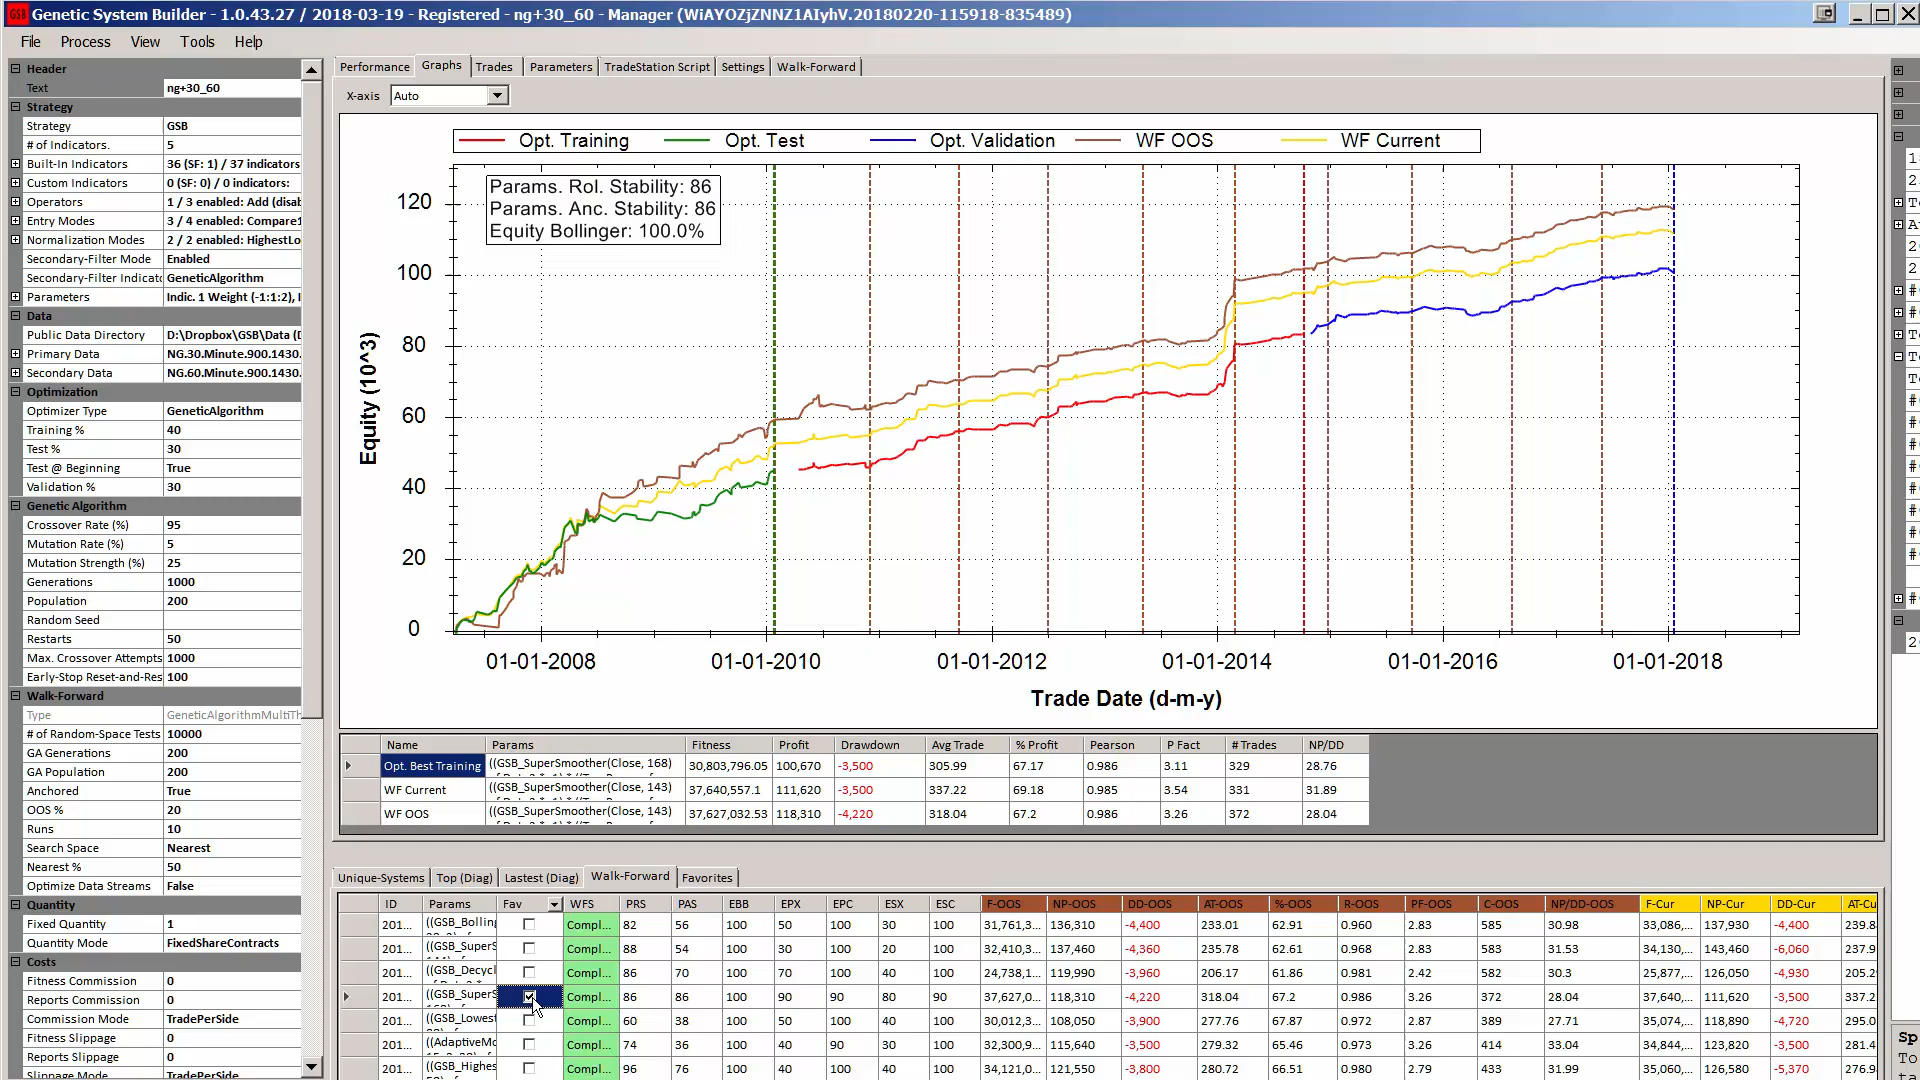 Genetic System Builder - 1.0.43.27 / 2018-03-19 - Registered - ng+30_60 - Manager (WiAYOZjZNNZ1AIyhV.20180220-115918-835489)
File Process View Tools Help
Header
Text ng+30_60
Strategy
Strategy GSB
# of Indicators. 5
Built-In Indicators 36 (SF: 1) / 37 indicators
Custom Indicators 0 (SF: 0) / 0 indicators:
Operators 1 / 3 enabled: Add (disab
Entry Modes 3 / 4 enabled: Compare1
Normalization Modes 2 / 2 enabled: HighestLo
Secondary-Filter Mode Enabled
Secondary-Filter Indicat GeneticAlgorithm
Parameters Indic. 1 Weight (-1:1:2), I
Data
Public Data Directory D:\Dropbox\GSB\Data (D
Primary Data NG.30.Minute.900.1430.
Secondary Data NG.60.Minute.900.1430.
Optimization
Optimizer Type GeneticAlgorithm
Training % 40
Test % 30
Test @ Beginning True
Validation % 30
Genetic Algorithm
Crossover Rate (%) 95
Mutation Rate (%) 5
Mutation Strength (%) 25
Generations 1000
Population 200
Random Seed
Restarts 50
Max. Crossover Attempts 1000
Early-Stop Reset-and-Res 100
Walk-Forward
Type GeneticAlgorithmMultiTh
# of Random-Space Tests 10000
GA Generations 200
GA Population 200
Anchored True
OOS % 20
Runs 10
Search Space Nearest
Nearest % 50
Optimize Data Streams False
Quantity
Fixed Quantity 1
Quantity Mode FixedShareContracts
Costs
Fitness Commission 0
Reports Commission 0
Commission Mode TradePerSide
Fitness Slippage 0
Reports Slippage 0
Slippage Mode TradePerSide
Performance Graphs Trades Parameters TradeStation Script Settings Walk-Forward
X-axis Auto
Opt. Training Opt. Test Opt. Validation WF OOS WF Current
Params. Rol. Stability: 86
Params. Anc. Stability: 86
Equity Bollinger: 100.0%
Equity (10^3)
120
100
80
60
40
20
0
01-01-2008 01-01-2010 01-01-2012 01-01-2014 01-01-2016 01-01-2018
Trade Date (d-m-y)
Name Params Fitness Profit Drawdown Avg Trade % Profit Pearson P Fact # Trades NP/DD
Opt. Best Training ((GSB_SuperSmoother(Close, 168) 30,803,796.05 100,670 -3,500 305.99 67.17 0.986 3.11 329 28.76
WF Current ((GSB_SuperSmoother(Close, 143) 37,640,557.1 111,620 -3,500 337.22 69.18 0.985 3.54 331 31.89
WF OOS ((GSB_SuperSmoother(Close, 143) 37,627,032.53 118,310 -4,220 318.04 67.2 0.986 3.26 372 28.04
Unique-Systems Top (Diag) Lastest (Diag) Walk-Forward Favorites
ID Params Fav WFS PRS PAS EBB EPX EPC ESX ESC F-OOS NP-OOS DD-OOS AT-OOS %-OOS R-OOS PF-OOS C-OOS NP/DD-OOS F-Cur NP-Cur DD-Cur AT-Cu
201... ((GSB_Bolling Compl... 82 56 100 50 100 30 100 31,761,3... 136,310 -4,400 233.01 62.91 0.960 2.83 585 30.98 33,086,... 137,930 -4,400 239.8
201... ((GSB_SuperS Compl... 88 54 100 30 100 20 100 32,410,3... 137,460 -4,360 235.78 62.61 0.968 2.83 583 31.53 34,130,... 143,460 -6,060 237.9
201... ((GSB_Decycl Compl... 86 70 100 70 100 40 100 24,738,1... 119,990 -3,960 206.17 61.86 0.981 2.42 582 30.3 25,877,... 126,050 -4,930 205.2
201... ((GSB_SuperS Compl... 86 86 100 90 90 80 90 37,627,0... 118,310 -4,220 318.04 67.2 0.986 3.26 372 28.04 37,640,... 111,620 -3,500 337.2
201... ((GSB_Lowest Compl... 60 38 100 50 100 40 100 30,012,3... 108,050 -3,900 277.76 67.87 0.972 2.87 389 27.71 35,074,... 118,890 -4,720 295.0
201... ((AdaptiveMo Compl... 74 36 100 40 90 30 100 32,300,9... 115,640 -3,500 279.32 65.46 0.973 3.26 414 33.04 34,844,... 123,820 -3,500 281.4
201... ((GSB_Highes Compl... 96 76 100 40 80 40 100 34,121,0... 121,550 -3,800 280.72 66.51 0.980 2.79 433 31.99 35,060,... 126,580 -5,370 276.9